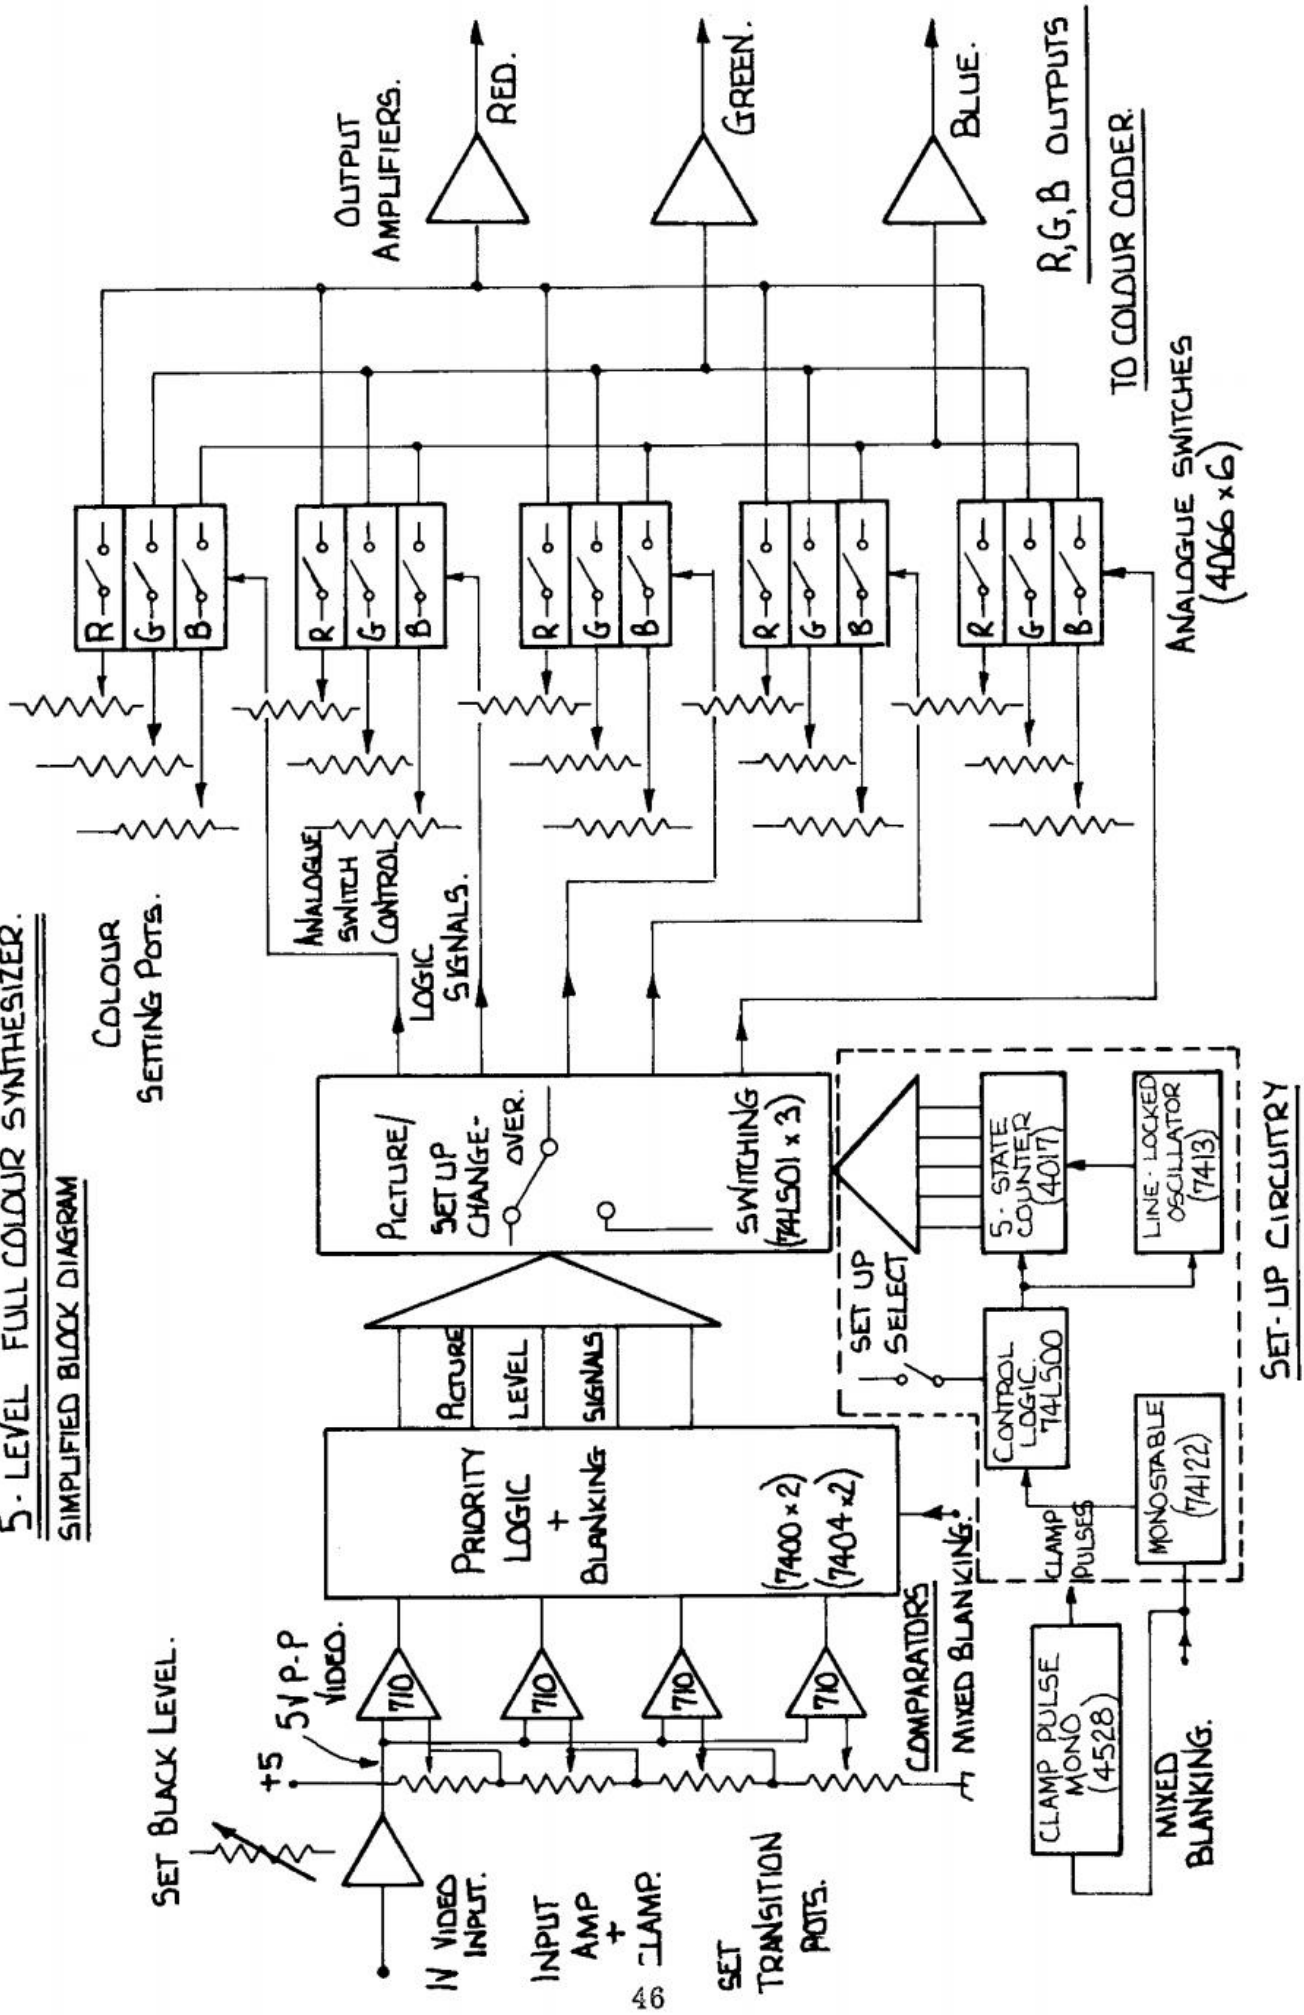 5-LEVEL FULL COLOUR SYNTHESIZER.
SIMPLIFIED BLOCK DIAGRAM
SET BLACK LEVEL.
+5
5V P-P
VIDEO.
1V VIDEO
INPUT.
INPUT
AMP
+
CLAMP.
SET
TRANSITION
POTS.
710
710
710
710
COMPARATORS
MIXED BLANKING.
PRIORITY
LOGIC
+
BLANKING
(7400 x 2)
(7404 x 2)
PICTURE
LEVEL
SIGNALS
PICTURE/
SET UP
CHANGE-
OVER.
SWITCHING
(74LS01 x 3)
COLOUR
SETTING POTS.
ANALOGUE
SWITCH
CONTROL
LOGIC
SIGNALS.
R
G
B
R
G
B
R
G
B
R
G
B
R
G
B
ANALOGUE SWITCHES
(4066 x 6)
OUTPUT
AMPLIFIERS.
RED.
GREEN.
BLUE.
R,G,B OUTPUTS
TO COLOUR CODER.
SET UP
SELECT
CONTROL
LOGIC.
74LS00
5-STATE
COUNTER
(4017)
LINE-LOCKED
OSCILLATOR
(7413)
MONOSTABLE
(74122)
CLAMP
PULSES
CLAMP PULSE
MONO
(4528)
MIXED
BLANKING.
SET-UP CIRCUITRY
46